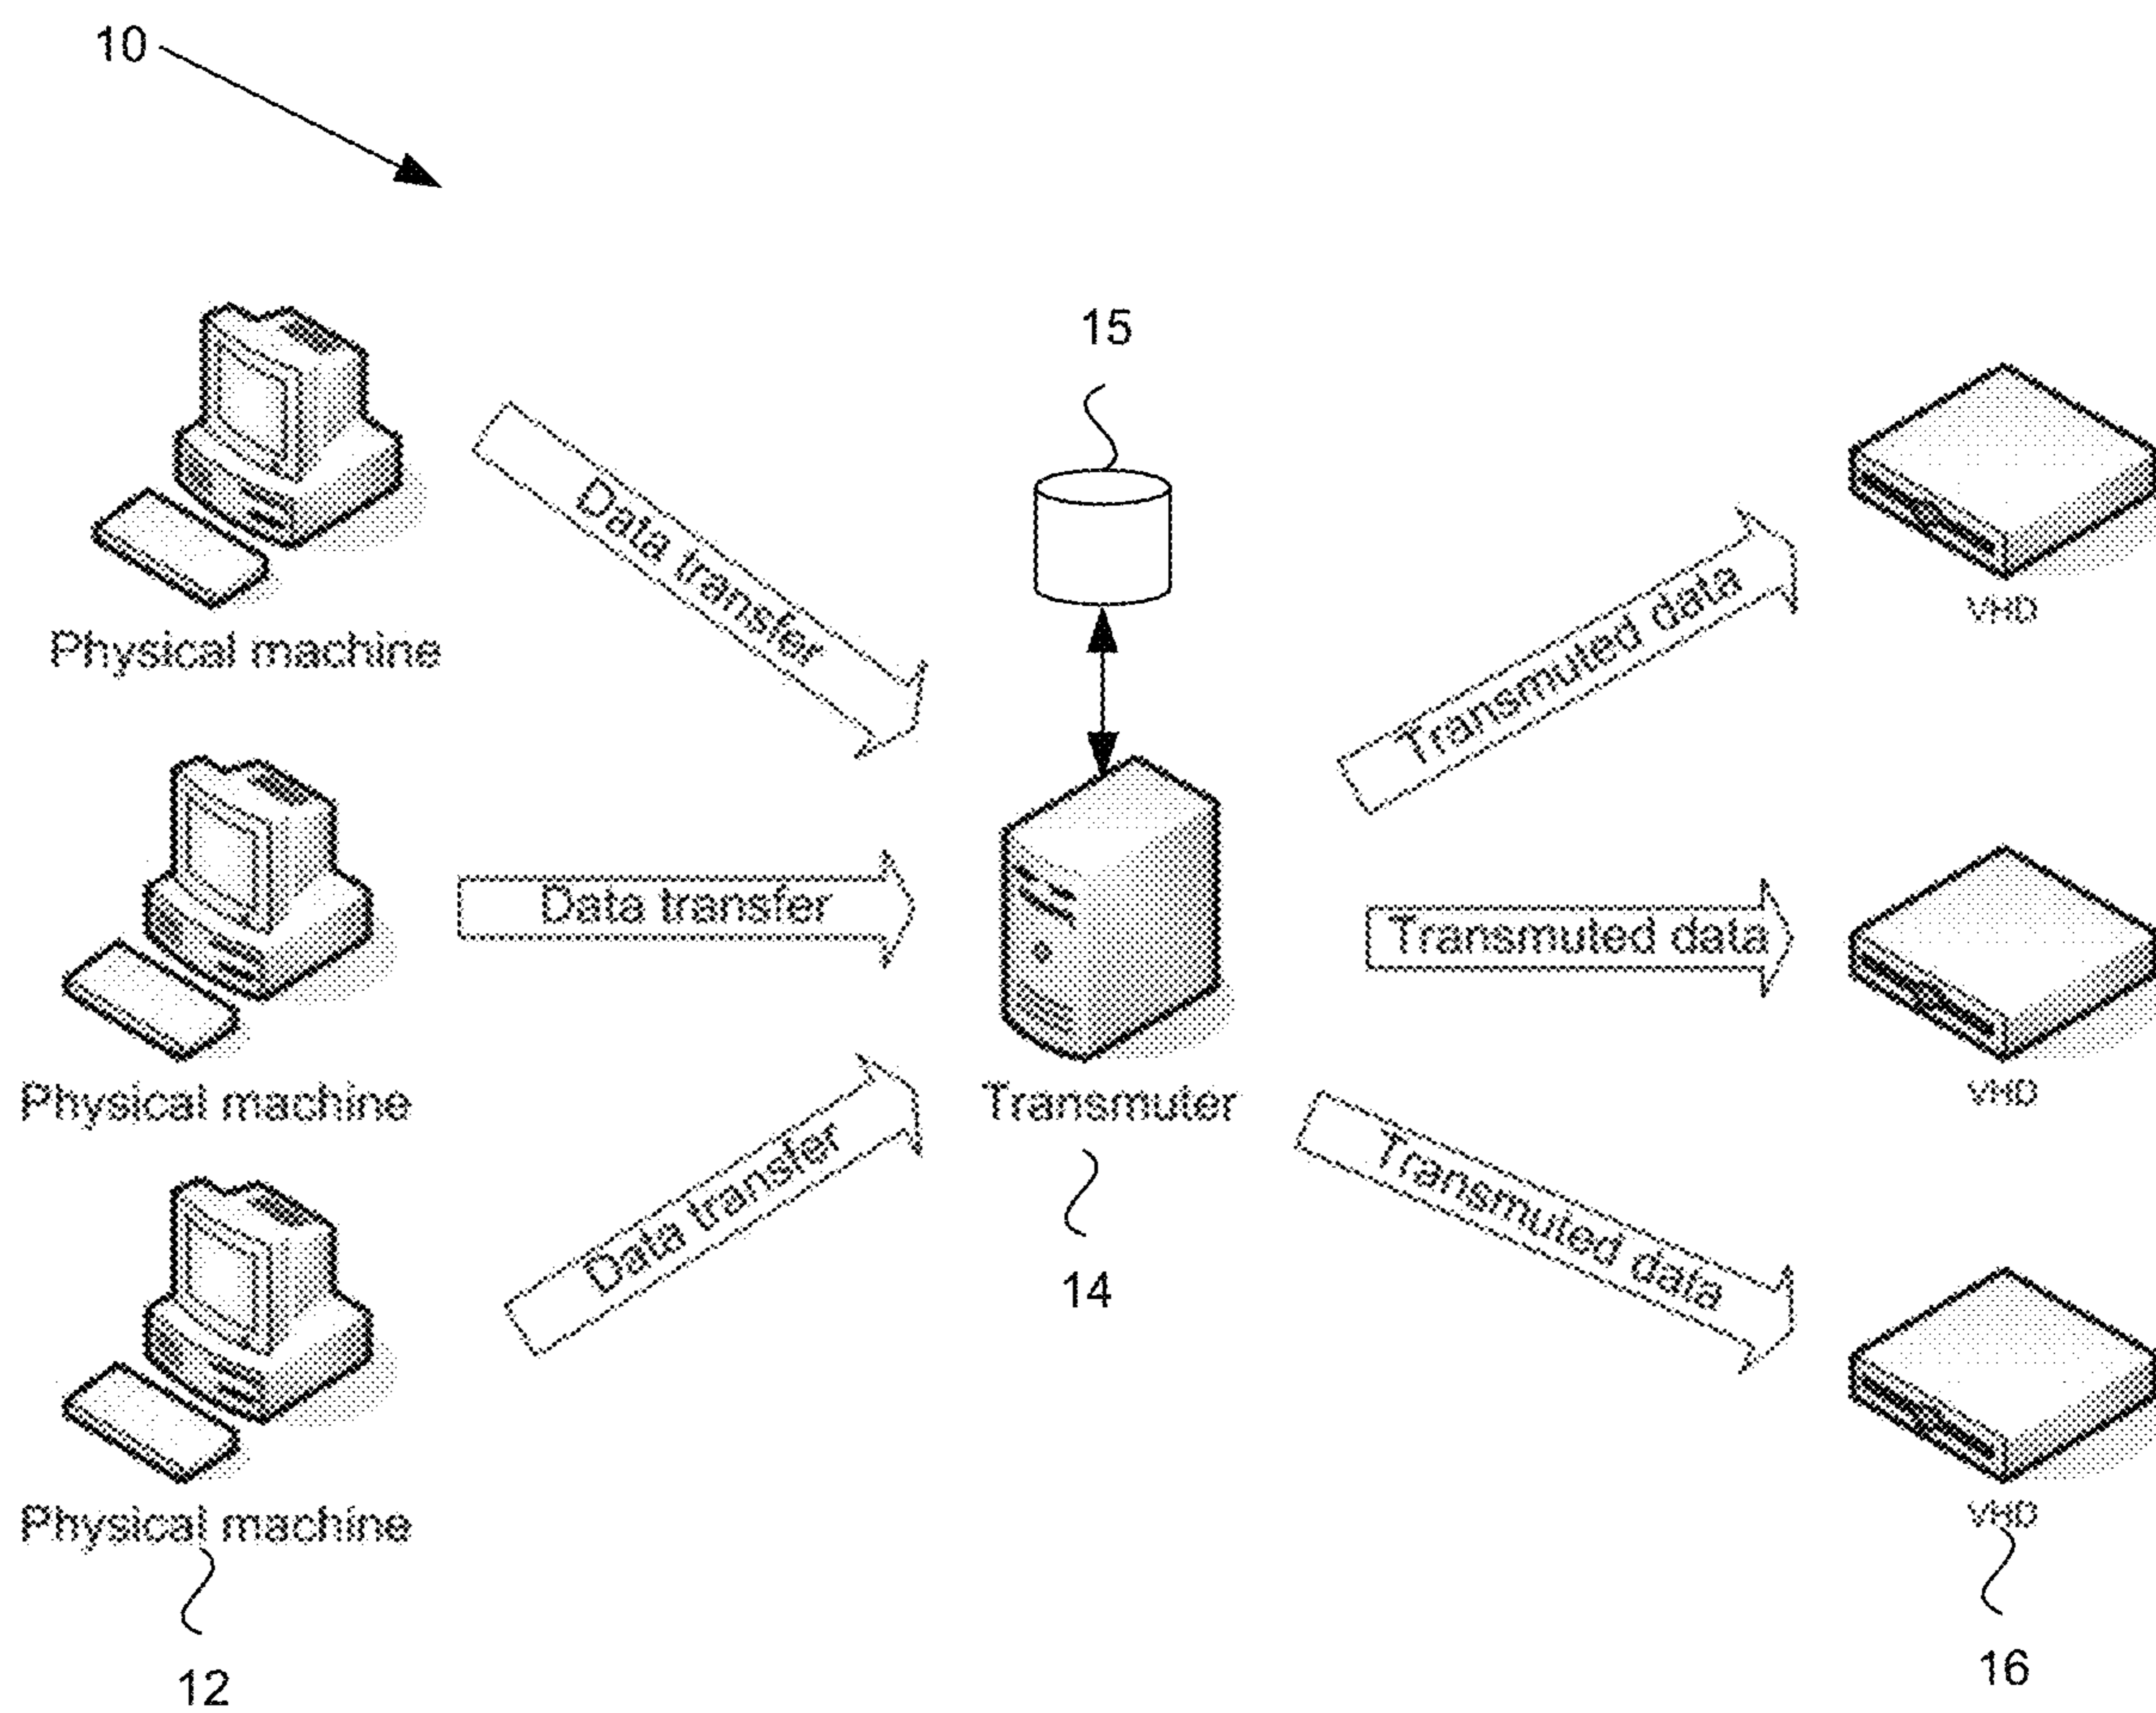 10
15
Data transfer
Transmuted data
Physical machine
VHD
Data transfer
Transmuted data
Physical machine
Transmuter
VHD
Data transfer
Transmuted data
14
Physical machine
VHD
12
16